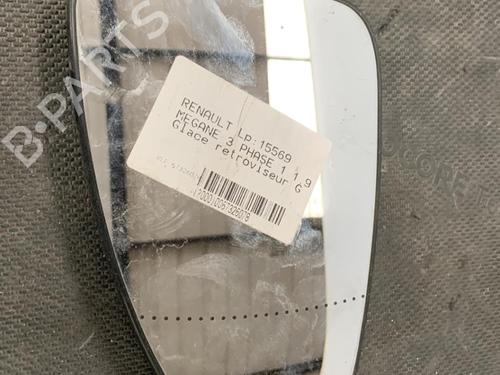 B-PARTS
RENAULT Lp:15569
MEGANE 3 PHASE 1 1.9
Glace retroviseur G